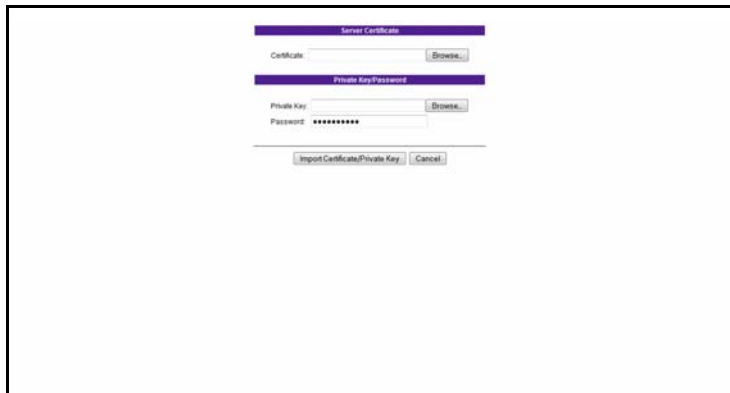 Server Certificate
Certificate: Browse..
Private Key/Password
Private Key: Browse..
Password: ●●●●●●●●●●
Import Certificate/Private Key Cancel